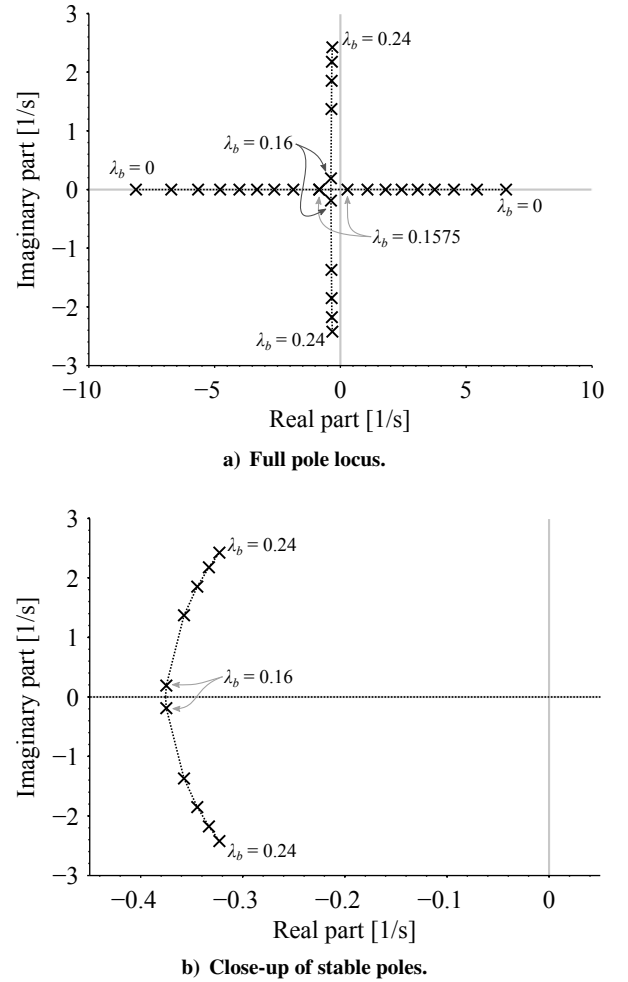 3
2
1
0
−1
−2
−3
Imaginary part [1/s]
λb = 0.24
λb = 0.16
λb = 0
λb = 0
λb = 0.1575
λb = 0.24
−10
−5
0
5
10
Real part [1/s]
a) Full pole locus.
3
2
1
0
−1
−2
−3
Imaginary part [1/s]
λb = 0.24
λb = 0.16
λb = 0.24
−0.4
−0.3
−0.2
−0.1
0
Real part [1/s]
b) Close-up of stable poles.